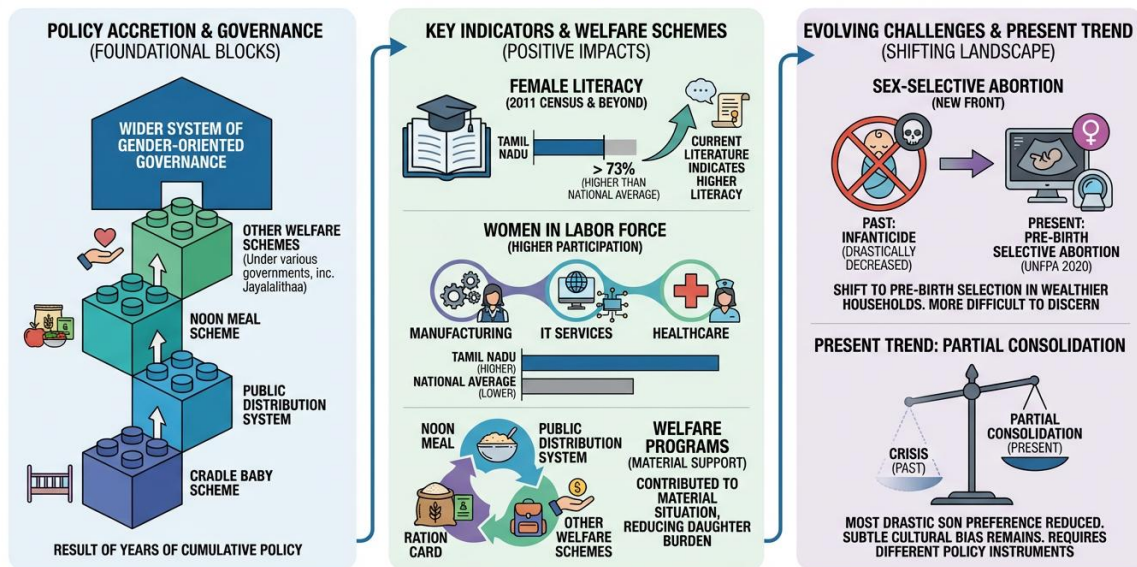 POLICY ACCRETION & GOVERNANCE
(FOUNDATIONAL BLOCKS)
WIDER SYSTEM OF
GENDER-ORIENTED
GOVERNANCE
OTHER WELFARE
SCHEMES
(Under various
governments, inc.
Jayalalithaa)
NOON MEAL
SCHEME
PUBLIC
DISTRIBUTION
SYSTEM
CRADLE BABY
SCHEME
RESULT OF YEARS OF CUMULATIVE POLICY
KEY INDICATORS & WELFARE SCHEMES
(POSITIVE IMPACTS)
FEMALE LITERACY
(2011 CENSUS & BEYOND)
TAMIL
NADU
> 73%
(HIGHER THAN
NATIONAL AVERAGE)
CURRENT
LITERATURE
INDICATES
HIGHER
LITERACY
WOMEN IN LABOR FORCE
(HIGHER PARTICIPATION)
MANUFACTURING
IT SERVICES
HEALTHCARE
TAMIL NADU
(HIGHER)
NATIONAL AVERAGE
(LOWER)
NOON
MEAL
PUBLIC
DISTRIBUTION
SYSTEM
RATION
CARD
OTHER
WELFARE
SCHEMES
WELFARE
PROGRAMS
(MATERIAL SUPPORT)
CONTRIBUTED TO
MATERIAL
SITUATION,
REDUCING DAUGHTER
BURDEN
EVOLVING CHALLENGES & PRESENT TREND
(SHIFTING LANDSCAPE)
SEX-SELECTIVE ABORTION
(NEW FRONT)
PAST:
INFANTICIDE
(DRASTICALLY
DECREASED)
PRESENT:
PRE-BIRTH
SELECTIVE ABORTION
(UNFPA 2020)
SHIFT TO PRE-BIRTH SELECTION IN WEALTHIER
HOUSEHOLDS. MORE DIFFICULT TO DISCERN
PRESENT TREND: PARTIAL CONSOLIDATION
CRISIS
(PAST)
PARTIAL
CONSOLIDATION
(PRESENT)
MOST DRASTIC SON PREFERENCE REDUCED.
SUBTLE CULTURAL BIAS REMAINS. REQUIRES
DIFFERENT POLICY INSTRUMENTS